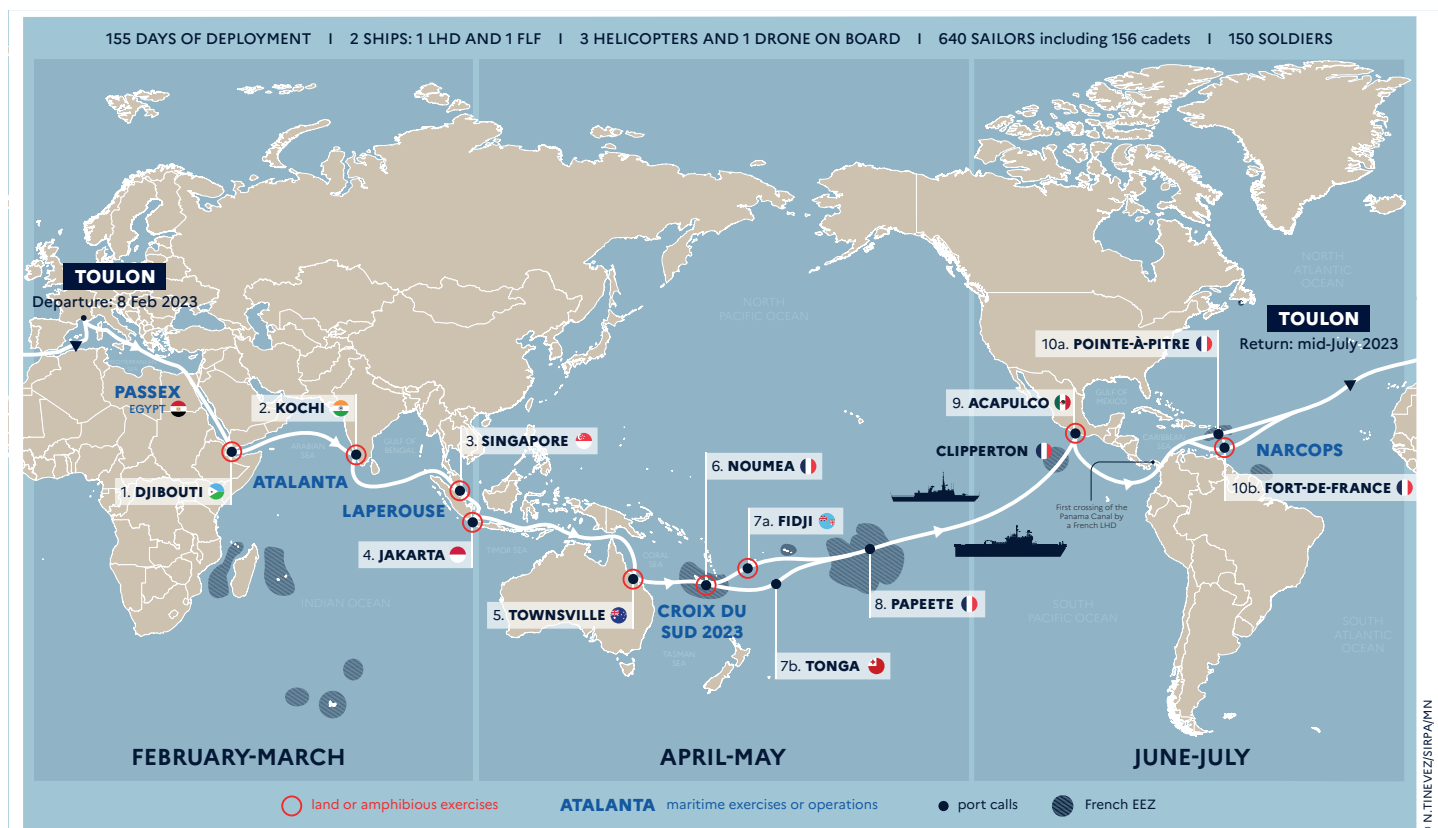 155 DAYS OF DEPLOYMENT I 2 SHIPS: 1 LHD AND 1 FLF I 3 HELICOPTERS AND 1 DRONE ON BOARD I 640 SAILORS including 156 cadets I 150 SOLDIERS
TOULON
Departure: 8 Feb 2023
PASSEX
EGYPT
1. DJIBOUTI
2. KOCHI
ARABIAN
SEA
ATALANTA
GULF OF
BENGAL
3. SINGAPORE
LAPEROUSE
4. JAKARTA
INDIAN OCEAN
TIMOR SEA
NORTH
PACIFIC OCEAN
CORAL
SEA
5. TOWNSVILLE
6. NOUMEA
CROIX DU
SUD 2023
TASMAN
SEA
7a. FIDJI
7b. TONGA
8. PAPEETE
SOUTH
PACIFIC OCEAN
9. ACAPULCO
CLIPPERTON
GULF OF
MEXICO
First crossing of the
Panama Canal by
a French LHD
10a. POINTE-À-PITRE
NORTH
ATLANTIC
OCEAN
TOULON
Return: mid-July 2023
NARCOPS
10b. FORT-DE-FRANCE
SOUTH
ATLANTIC
OCEAN
FEBRUARY-MARCH
APRIL-MAY
JUNE-JULY
land or amphibious exercises
ATALANTA maritime exercises or operations
port calls
French EEZ
N.TINEVEZ/SIRPA/MN